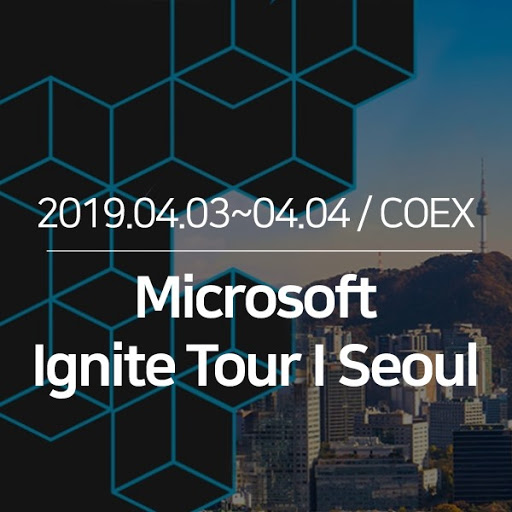 2019.04.03~04.04 / COEX
Microsoft
Ignite Tour I Seoul